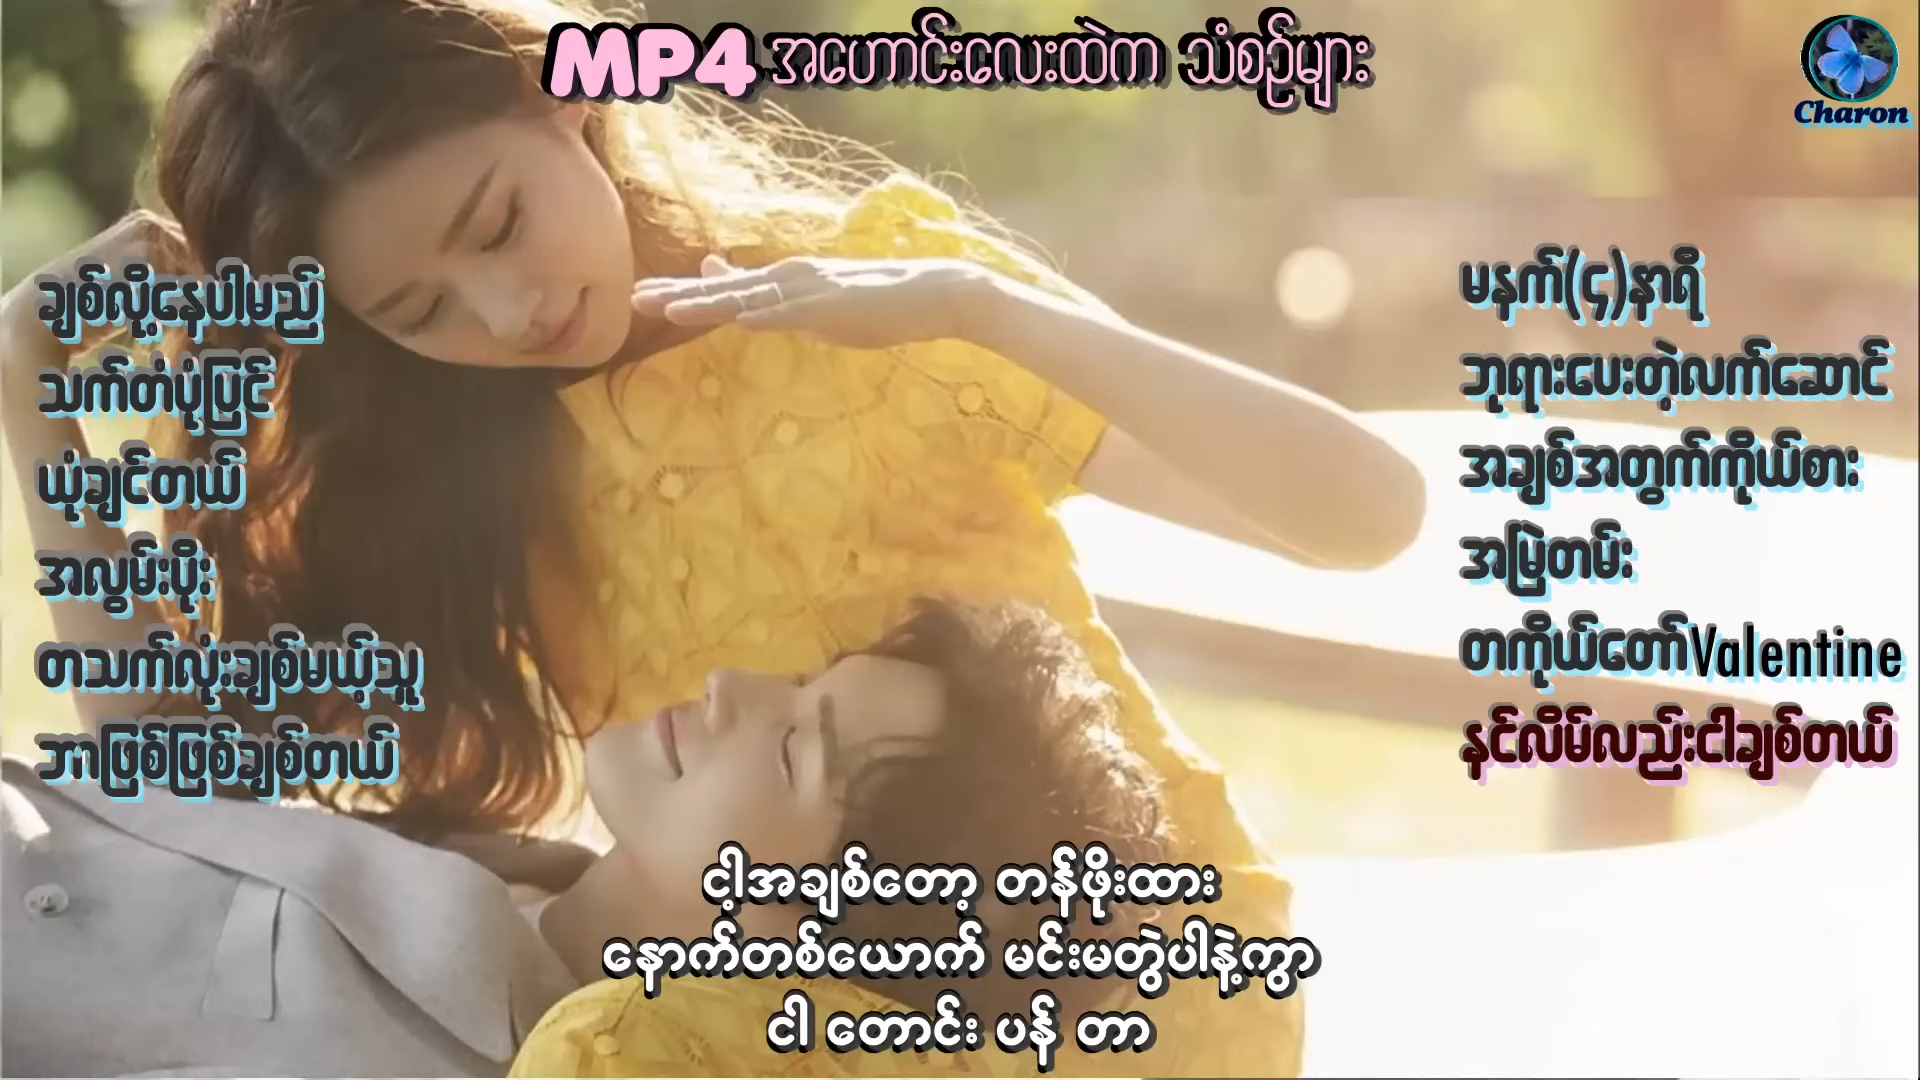 MP4 အဟောင်းလေးထဲက သံစဉ်များ
Charon
ချစ်လို့နေပါမည်
သက်တံပုံပြင်
ယုံချင်တယ်
အလွမ်းပိုး
တသက်လုံးချစ်မယ့်သူ
ဘာဖြစ်ဖြစ်ချစ်တယ်
မနက်(၄)နာရီ
ဘုရားပေးတဲ့လက်ဆောင်
အချစ်အတွက်ကိုယ်စား
အမြဲတမ်း
တကိုယ်တော်Valentine
နင်လိမ်လည်းငါချစ်တယ်
ငါ့အချစ်တော့ တန်ဖိုးထား
နောက်တစ်ယောက် မင်းမတွဲပါနဲ့ကွာ
ငါ တောင်း ပန် တာ